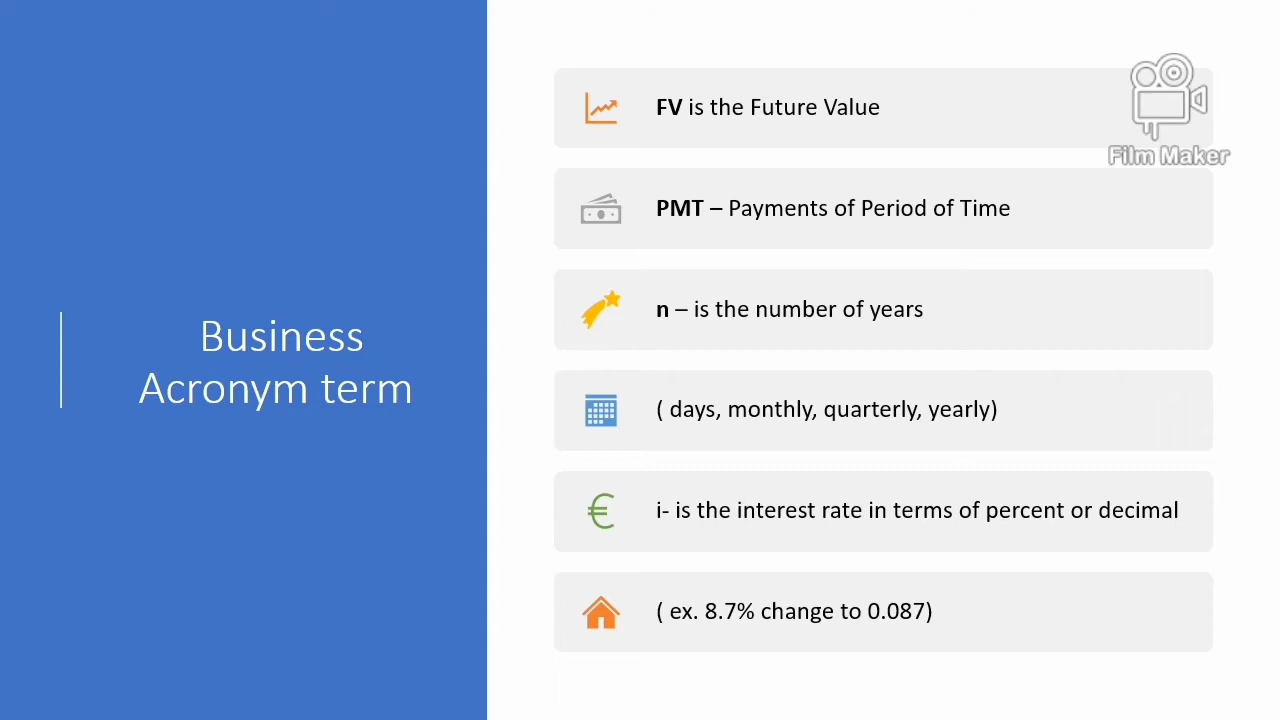 Business
Acronym term
FV is the Future Value
Film Maker
PMT – Payments of Period of Time
n – is the number of years
( days, monthly, quarterly, yearly)
i- is the interest rate in terms of percent or decimal
( ex. 8.7% change to 0.087)